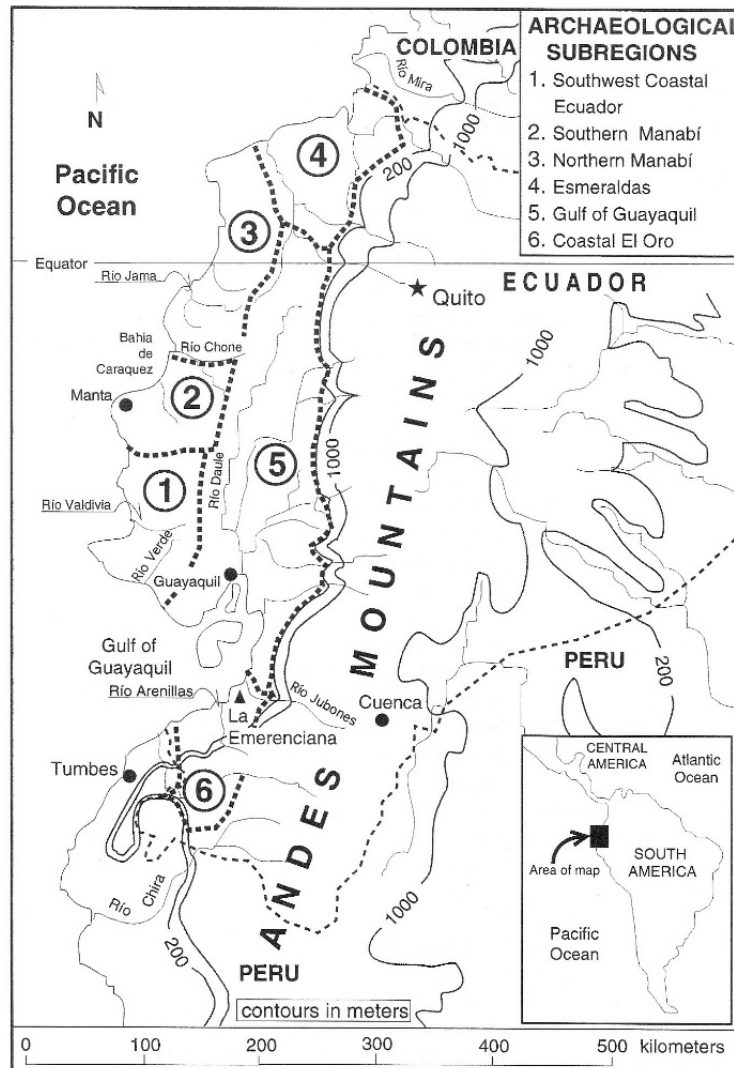 COLOMBIA
Río Mira
ARCHAEOLOGICAL
SUBREGIONS
1. Southwest Coastal
Ecuador
2. Southern Manabí
3. Northern Manabí
4. Esmeraldas
5. Gulf of Guayaquil
6. Coastal El Oro
N
Pacific
Ocean
1000
200
4
3
Equator
Río Jama
ECUADOR
Quito
Bahia
de
Caraquez
Río Chone
1000
2
Manta
5
1000
Río Daule
1
Río Valdivia
Río Verde
Guayaquil
ANDES MOUNTAINS
Gulf of
Guayaquil
PERU
200
Río Arenillas
Río Jubones
La
Emerenciana
Cuenca
Tumbes
6
Río Chira
200
1000
PERU
contours in meters
CENTRAL
AMERICA
Atlantic
Ocean
Area of map
SOUTH
AMERICA
Pacific
Ocean
0 100 200 300 400 500 kilometers